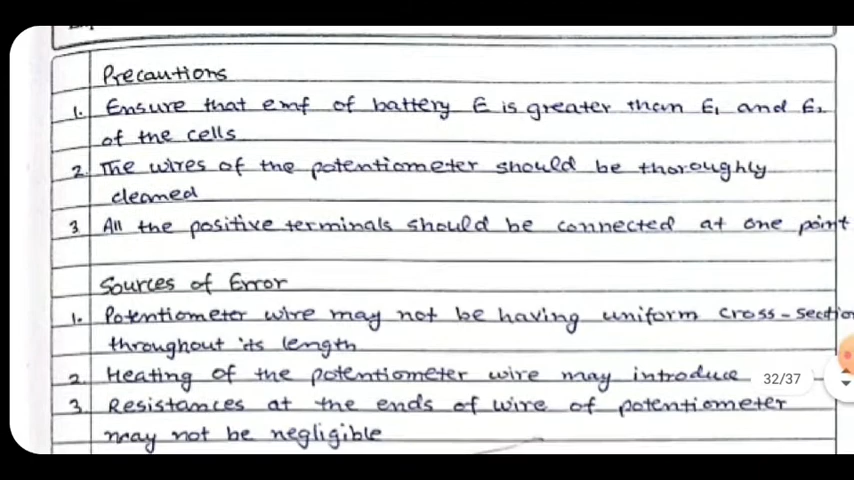 Precautions
1. Ensure that emf of battery E is greater than E₁ and E₂
of the cells
2. The wires of the potentiometer should be thoroughly
cleaned
3 All the positive terminals should be connected at one point
Sources of Error
1. Potentiometer wire may not be having uniform cross-sectio
throughout its length
2. Heating of the potentiometer wire may introduce
32/37
3. Resistances at the ends of wire of potentiometer
may not be negligible